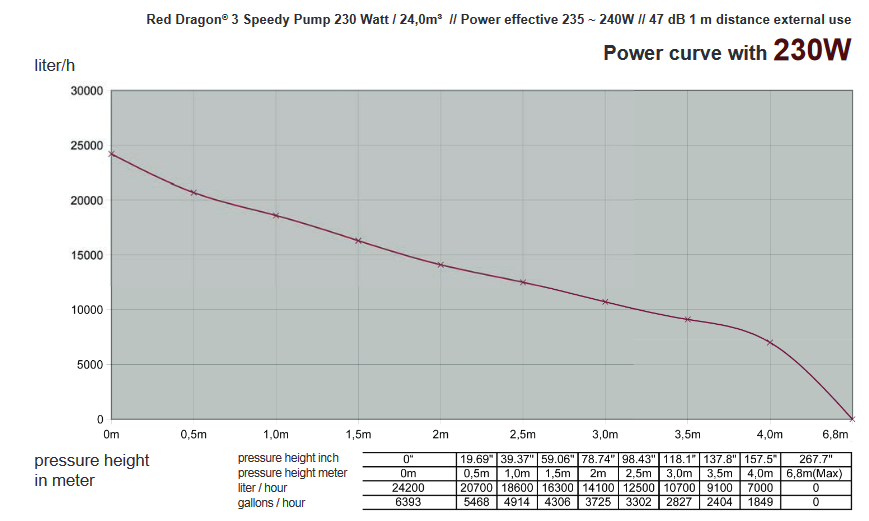 Red Dragon® 3 Speedy Pump 230 Watt / 24,0m³ // Power effective 235 ~ 240W // 47 dB 1 m distance external use
Power curve with 230W
liter/h
30000
25000
20000
15000
10000
5000
0
0m 0,5m 1,0m 1,5m 2m 2,5m 3,0m 3,5m 4,0m 6,8m
pressure height
in meter
pressure height inch 0" 19.69" 39.37" 59.06" 78.74" 98.43" 118.1" 137.8" 157.5" 267.7"
pressure height meter 0m 0,5m 1,0m 1,5m 2m 2,5m 3,0m 3,5m 4,0m 6,8m(Max)
liter / hour 24200 20700 18600 16300 14100 12500 10700 9100 7000 0
gallons / hour 6393 5468 4914 4306 3725 3302 2827 2404 1849 0